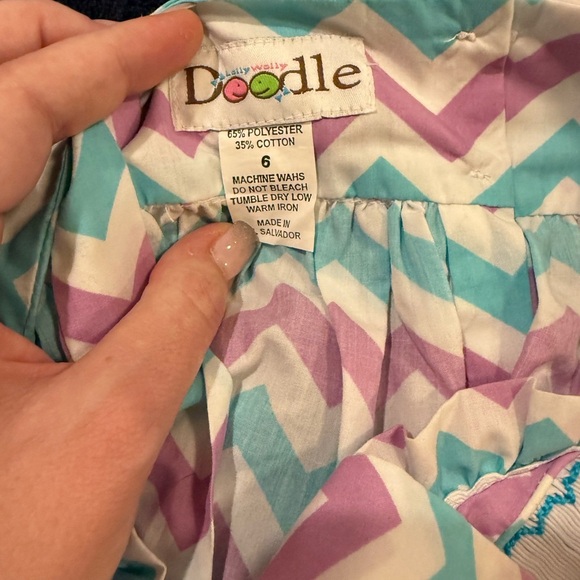 Lolly Wolly
Doodle
65% POLYESTER
35% COTTON
6
MACHINE WAHS
DO NOT BLEACH
TUMBLE DRY LOW
WARM IRON
MADE IN
L SALVADOR